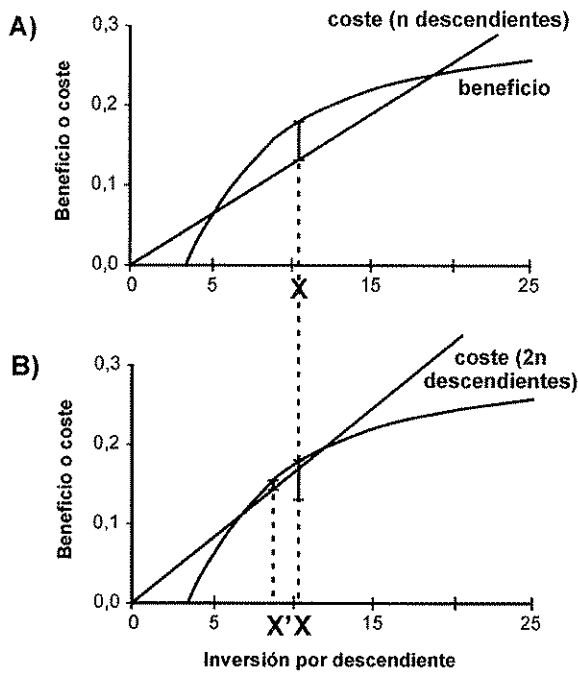 A)
coste (n descendientes)
0,3
0,2
0,1
0,0
Beneficio o coste
beneficio
0
5
X
15
25
B)
coste (2n
descendientes)
0,3
0,2
0,1
0,0
Beneficio o coste
0
5
X' X
15
25
Inversión por descendiente